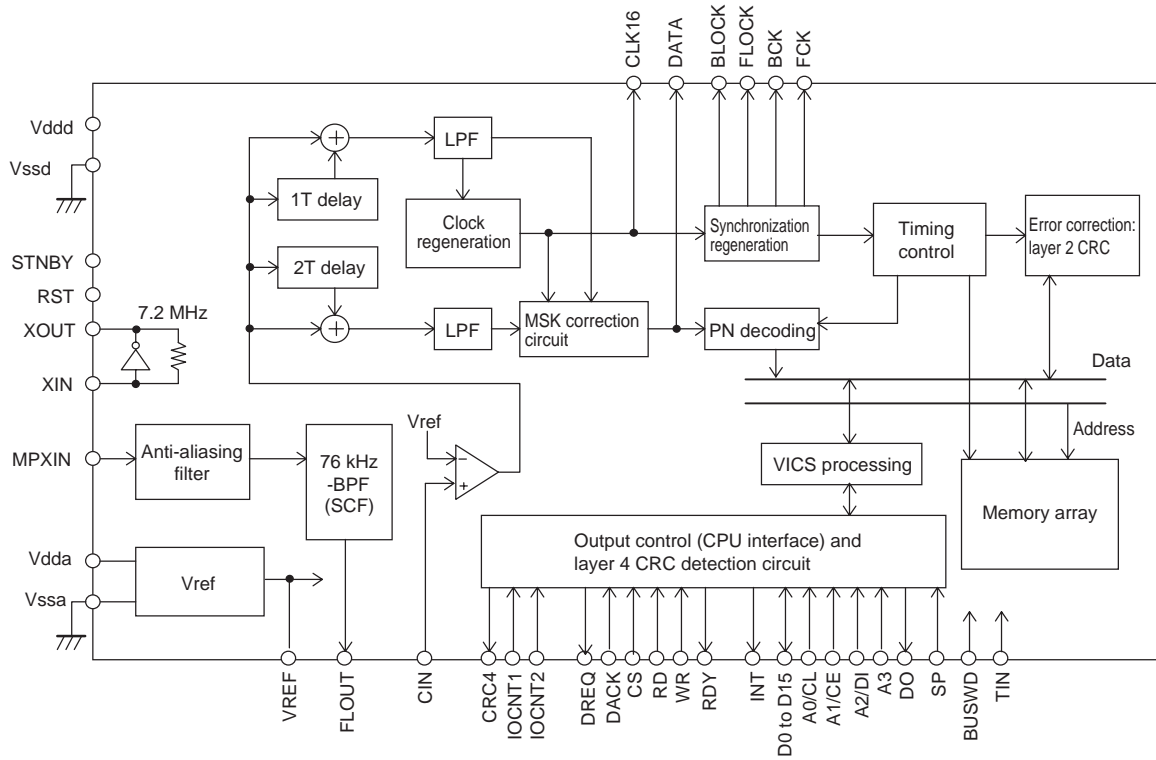 CLK16
DATA
BLOCK
FLOCK
BCK
FCK
Vddd
Vssd
STNBY
RST
XOUT
7.2 MHz
XIN
MPXIN
Vdda
Vssa
LPF
1T delay
Clock
regeneration
2T delay
LPF
MSK correction
circuit
Synchronization
regeneration
Timing
control
Error correction:
layer 2 CRC
PN decoding
Data
Address
Anti-aliasing
filter
76 kHz
-BPF
(SCF)
Vref
−
+
VICS processing
Memory array
Output control (CPU interface) and
layer 4 CRC detection circuit
Vref
VREF
FLOUT
CIN
CRC4
IOCNT1
IOCNT2
DREQ
DACK
CS
RD
WR
RDY
INT
D0 to D15
A0/CL
A1/CE
A2/DI
A3
DO
SP
BUSWD
TIN